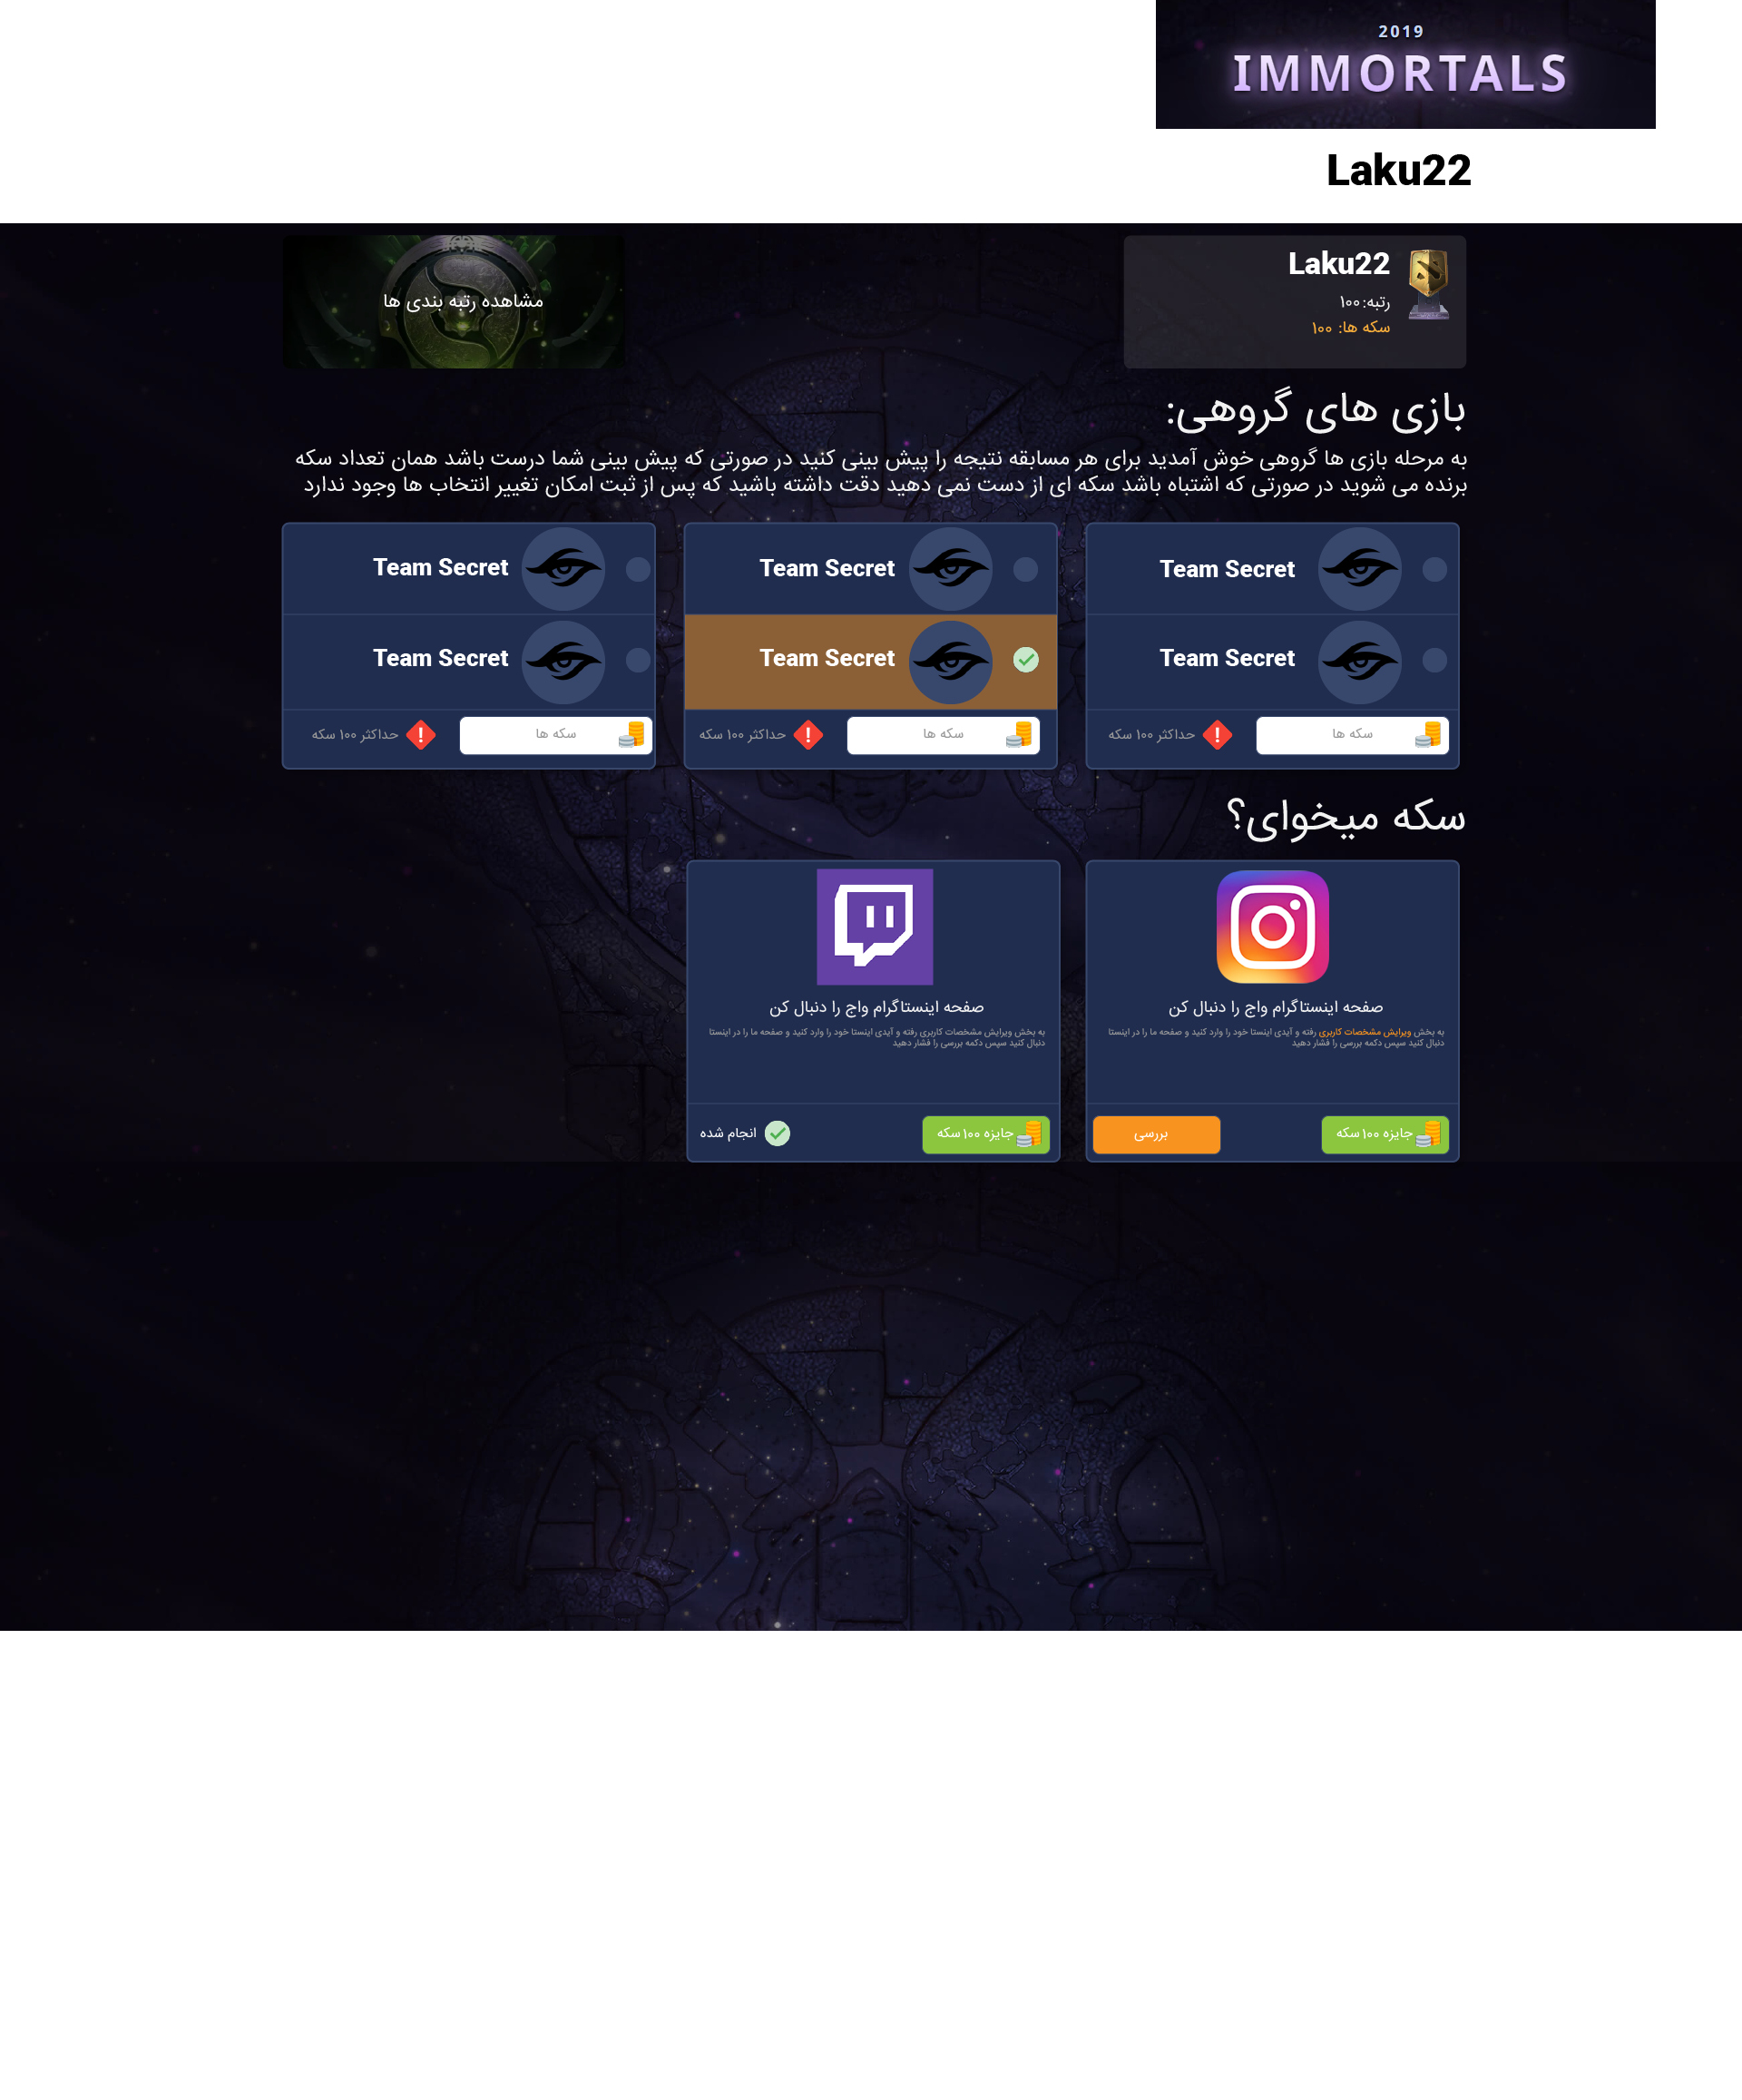 2019
IMMORTALS
Laku22
Laku22
رتبه: ۱۰۰
سکه ها: ۱۰۰
مشاهده رتبه بندی ها
بازی های گروهی:
به مرحله بازی ها گروهی خوش آمدید برای هر مسابقه نتیجه را پیش بینی کنید در صورتی که پیش بینی شما درست باشد همان تعداد سکه
برنده می شوید در صورتی که اشتباه باشد سکه ای از دست نمی دهید دقت داشته باشید که پس از ثبت امکان تغییر انتخاب ها وجود ندارد
Team Secret
Team Secret
سکه ها
حداکثر ۱۰۰ سکه
Team Secret
Team Secret
سکه ها
حداکثر ۱۰۰ سکه
Team Secret
Team Secret
سکه ها
حداکثر ۱۰۰ سکه
سکه میخوای؟
صفحه اینستاگرام واج را دنبال کن
به بخش ویرایش مشخصات کاربری رفته و آیدی اینستا خود را وارد کنید و صفحه ما را در اینستا
دنبال کنید سپس دکمه بررسی را فشار دهید
جایزه ۱۰۰ سکه
بررسی
صفحه اینستاگرام واج را دنبال کن
به بخش ویرایش مشخصات کاربری رفته و آیدی اینستا خود را وارد کنید و صفحه ما را در اینستا
دنبال کنید سپس دکمه بررسی را فشار دهید
جایزه ۱۰۰ سکه
انجام شده